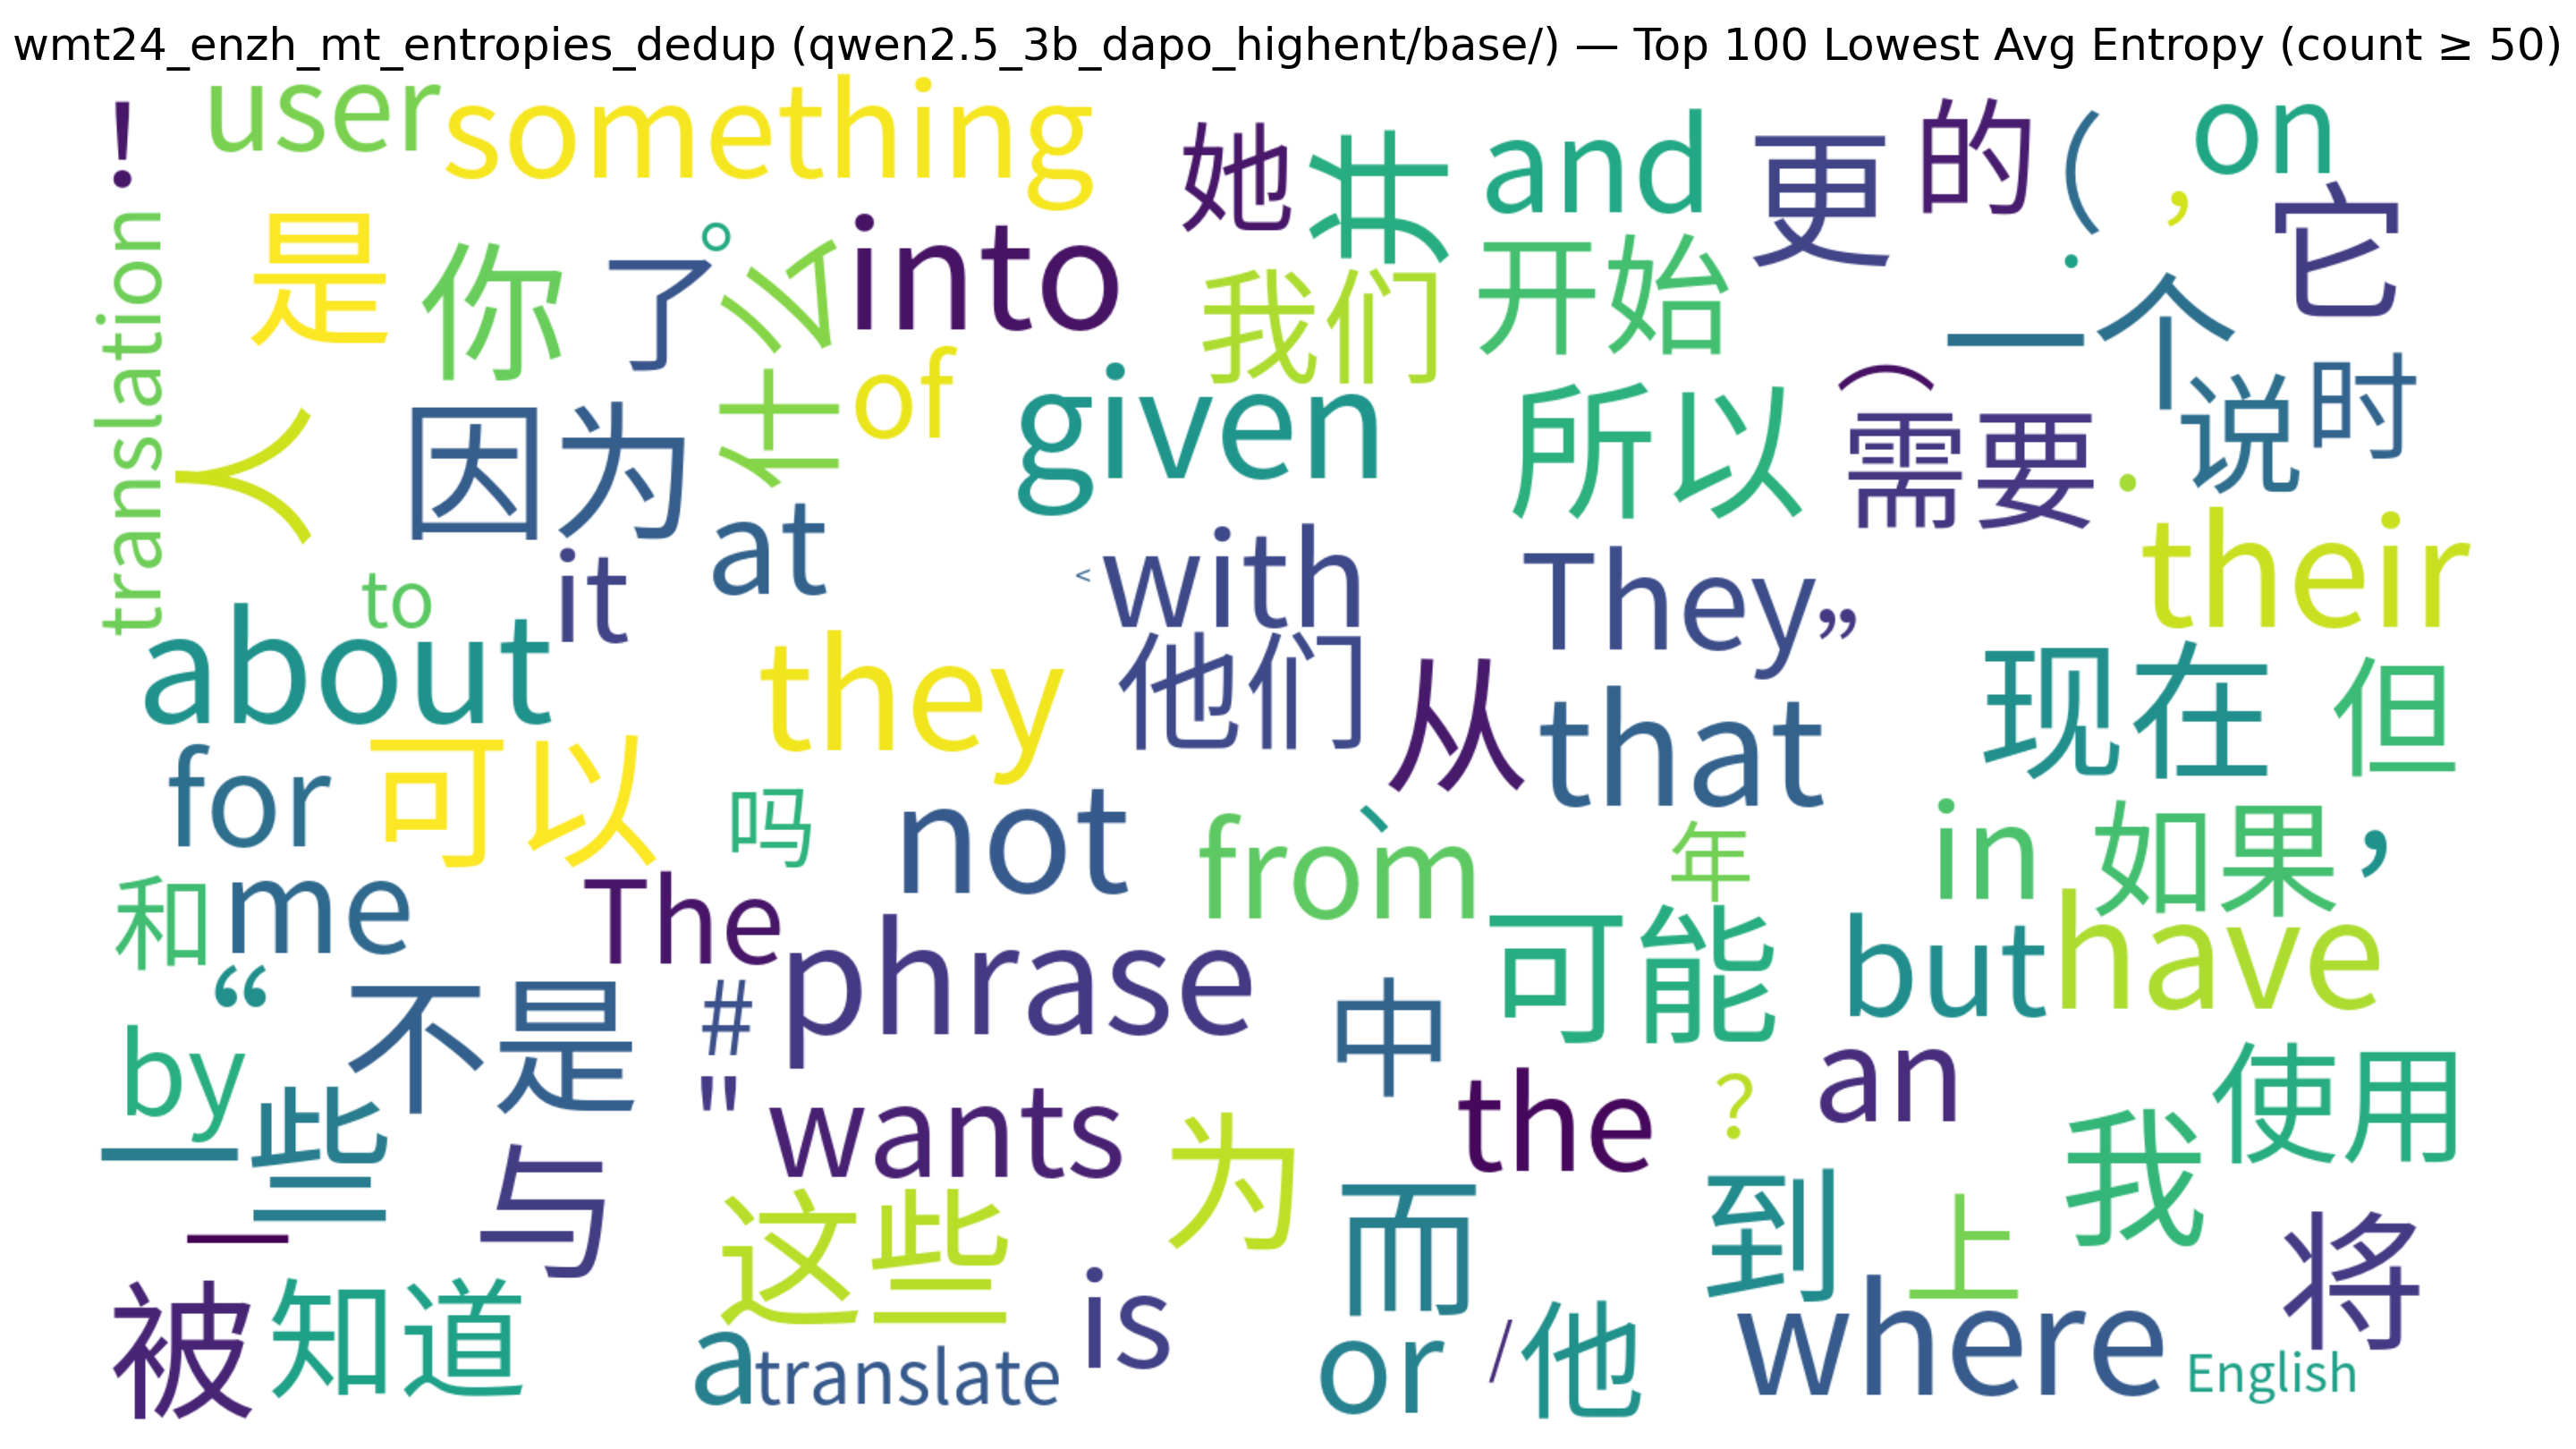 wmt24_enzh_mt_entropies_dedup (qwen2.5_3b_dapo_highent/base/) — Top 100 Lowest Avg Entropy (count ≥ 50)
!
user
something
她
并
and
更
的
(
,
on
translation
是
你
了
。
什么
into
我们
开始
.
一个
它
人
因为
of
given
所以
（
需要
.
说
时
to
it
at
<
with
They
”
their
about
they
他们
从
that
现在
但
for
可以
吗
not
from
、
年
in
如果
，
和
me
The
phrase
可能
but
have
“
不是
#
中
by
"
wants
the
?
an
使用
一些
与
这些
为
而
到
上
我
将
一
被
知道
a
translate
is
or
/
他
where
English